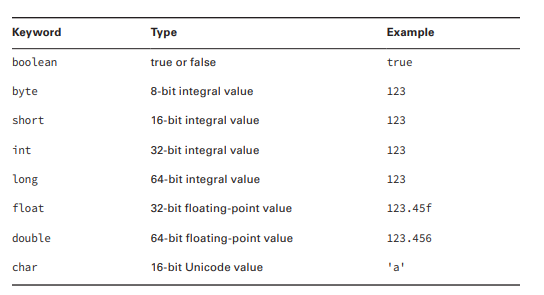 Keyword Type Example
boolean true or false true
byte 8-bit integral value 123
short 16-bit integral value 123
int 32-bit integral value 123
long 64-bit integral value 123
float 32-bit floating-point value 123.45f
double 64-bit floating-point value 123.456
char 16-bit Unicode value 'a'